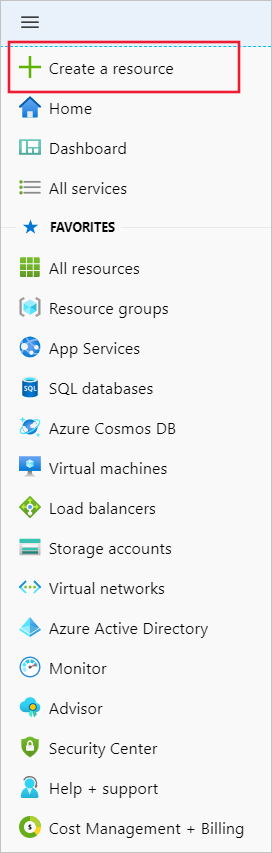 Create a resource
Home
Dashboard
All services
FAVORITES
All resources
Resource groups
App Services
SQL databases
Azure Cosmos DB
Virtual machines
Load balancers
Storage accounts
Virtual networks
Azure Active Directory
Monitor
Advisor
Security Center
Help + support
Cost Management + Billing